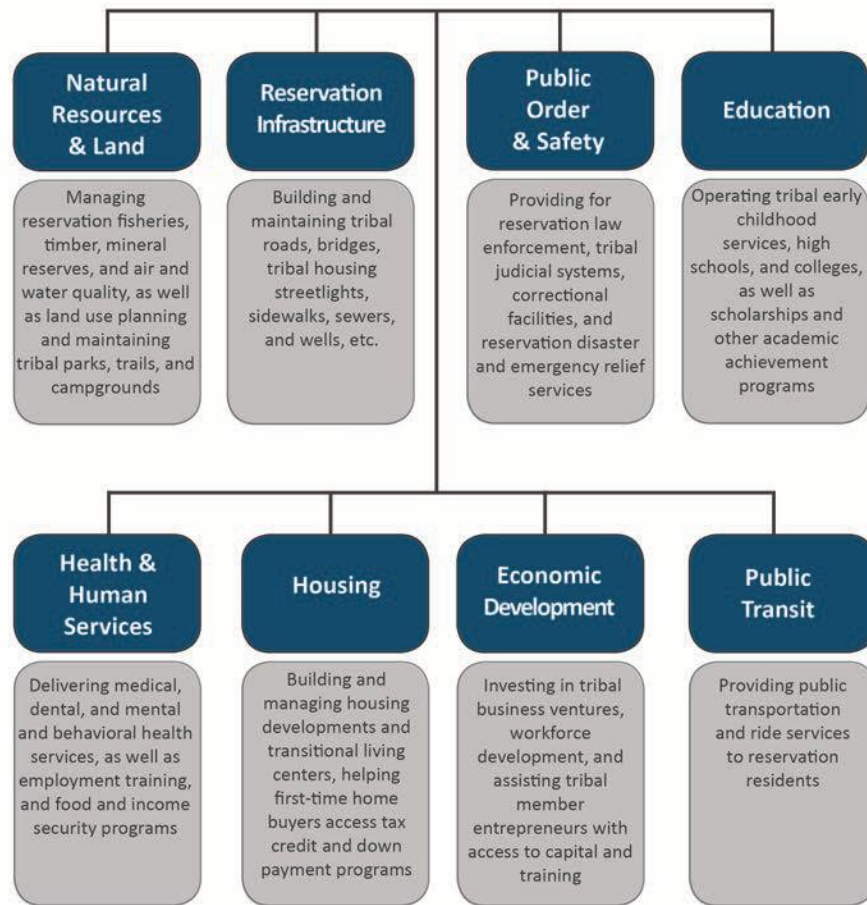 Natural
Resources
& Land
Managing
reservation fisheries,
timber, mineral
reserves, and air and
water quality, as well
as land use planning
and maintaining
tribal parks, trails, and
campgrounds
Reservation
Infrastructure
Building and
maintaining tribal
roads, bridges,
tribal housing
streetlights,
sidewalks, sewers,
and wells, etc.
Public
Order
& Safety
Providing for
reservation law
enforcement, tribal
judicial systems,
correctional
facilities, and
reservation disaster
and emergency relief
services
Education
Operating tribal early
childhood
services, high
schools, and colleges,
as well as
scholarships and
other academic
achievement
programs
Health &
Human
Services
Delivering medical,
dental, and mental
and behavioral health
services, as well as
employment training,
and food and income
security programs
Housing
Building and
managing housing
developments and
transitional living
centers, helping
first-time home
buyers access tax
credit and down
payment programs
Economic
Development
Investing in tribal
business ventures,
workforce
development, and
assisting tribal
member
entrepreneurs with
access to capital and
training
Public
Transit
Providing public
transportation
and ride services
to reservation
residents